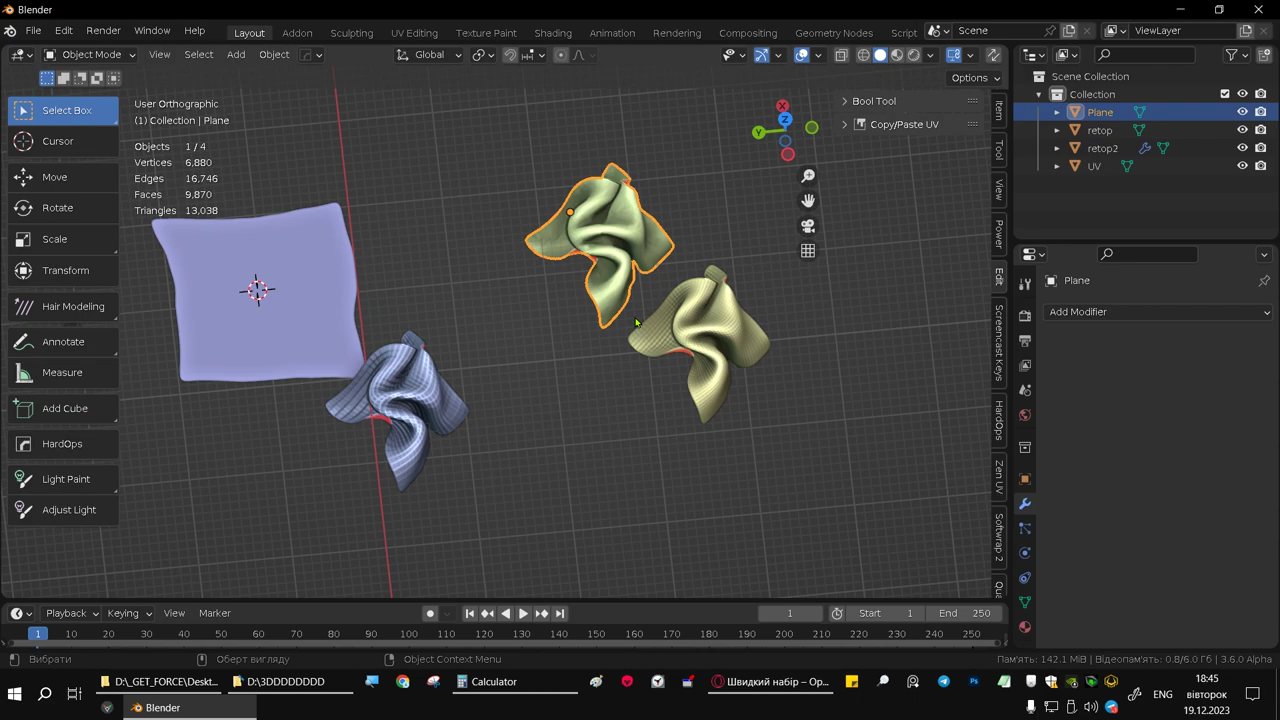 Blender
File Edit Render Window Help Layout Addon Sculpting UV Editing Texture Paint Shading Animation Rendering Compositing Geometry Nodes Script Scene ViewLayer
Object Mode View Select Add Object Global
Options
Select Box
Cursor
Move
Rotate
Scale
Transform
Hair Modeling
Annotate
Measure
Add Cube
HardOps
Light Paint
Adjust Light
User Orthographic
(1) Collection | Plane
Objects 1 / 4
Vertices 6,880
Edges 16,746
Faces 9,870
Triangles 13,038
X
Y
Z
Bool Tool
Copy/Paste UV
Item
Tool
View
Power
Edit
Screencast Keys
HardOps
Zen UV
Softwrap 2
Qua
Scene Collection
Collection
Plane
retop
retop2
UV
Plane
Add Modifier
Playback Keying View Marker 1 Start 1 End 250
1 10 20 30 40 50 60 70 80 90 100 110 120 130 140 150 160 170 180 190 200 210 220 230 240 250
Вибрати Оберт вигляду Object Context Menu Пам'ять: 142.1 МіБ | Відеопам'ять: 0.8/6.0 Гб | 3.6.0 Alpha
D:\_GET_FORCE\Deskt... D:\3DDDDDDDD Calculator Швидкий набір – Op...
Blender
ENG
18:45
вівторок
19.12.2023